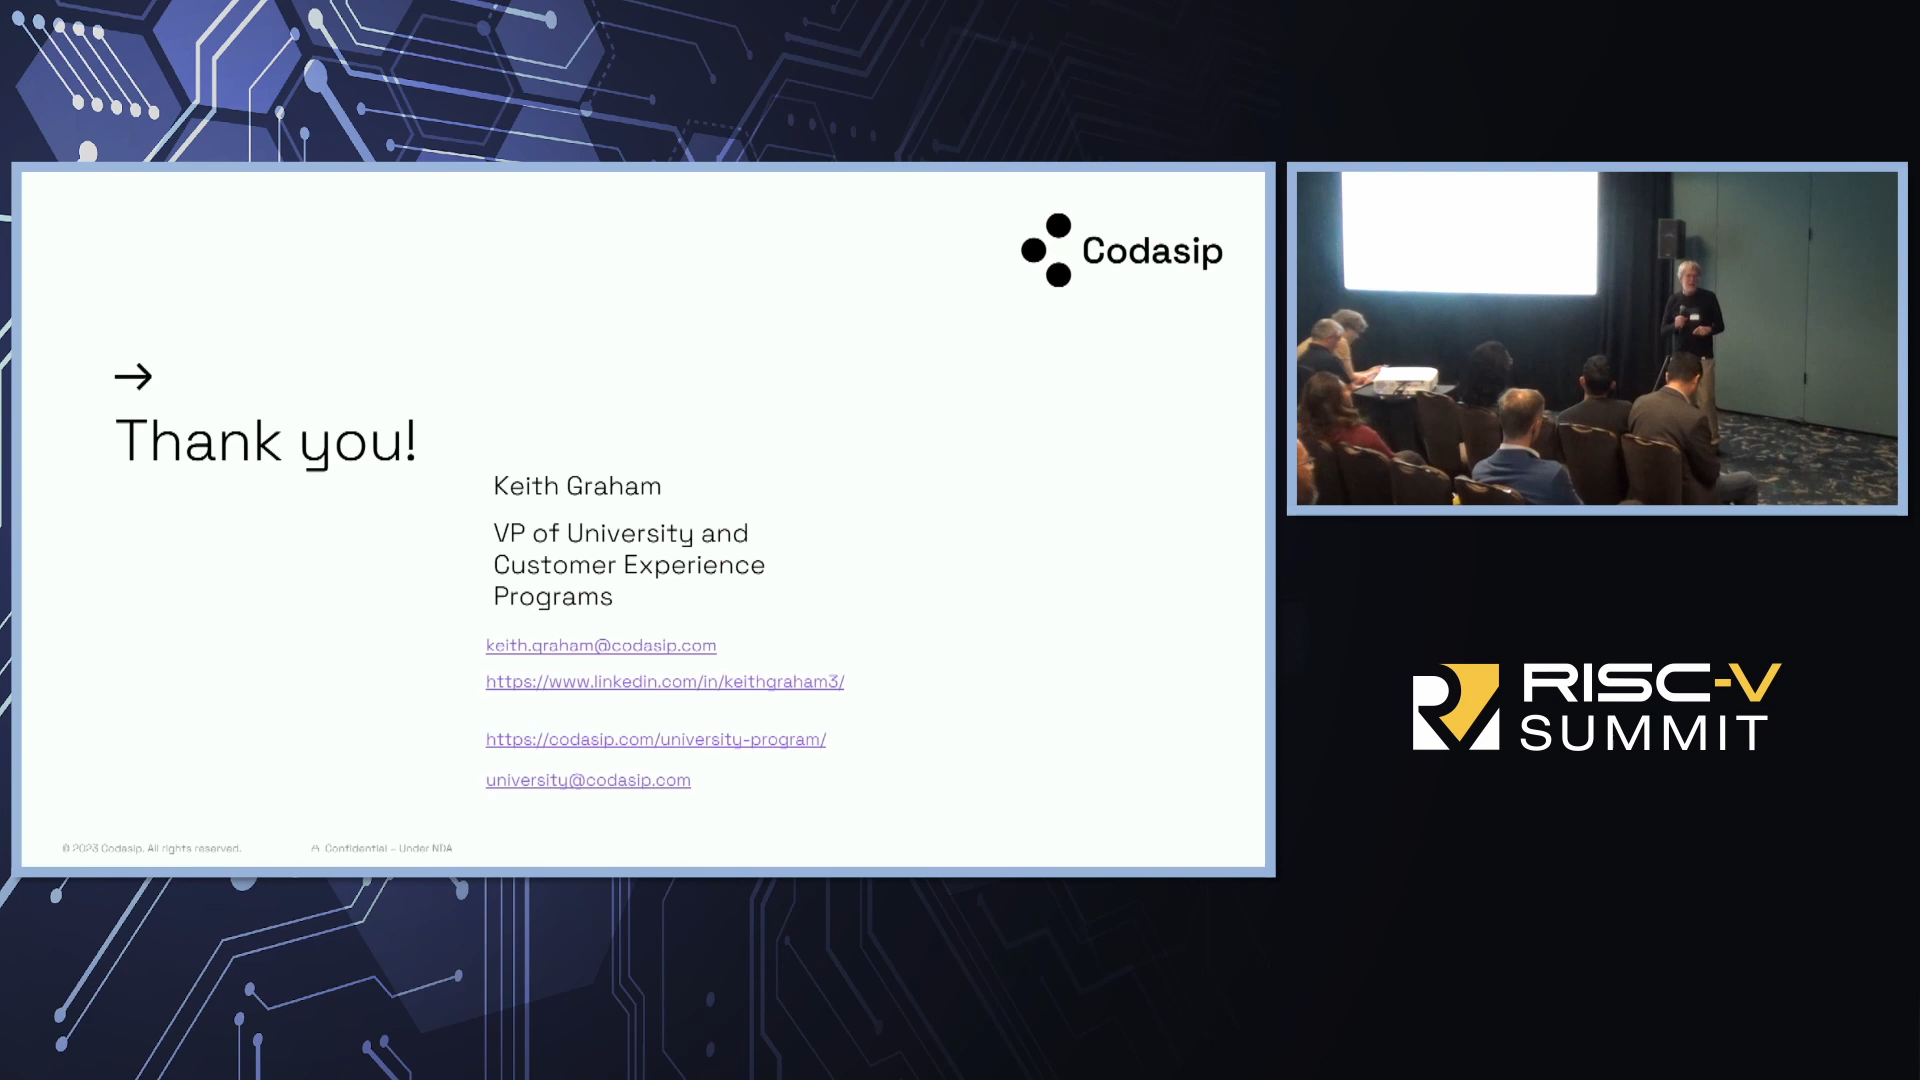 Codasip
→
Thank you!
Keith Graham
VP of University and
Customer Experience
Programs
keith.graham@codasip.com
https://www.linkedin.com/in/keithgraham3/
https://codasip.com/university-program/
university@codasip.com
© 2023 Codasip. All rights reserved.
Confidential – Under NDA
RISC-V
SUMMIT